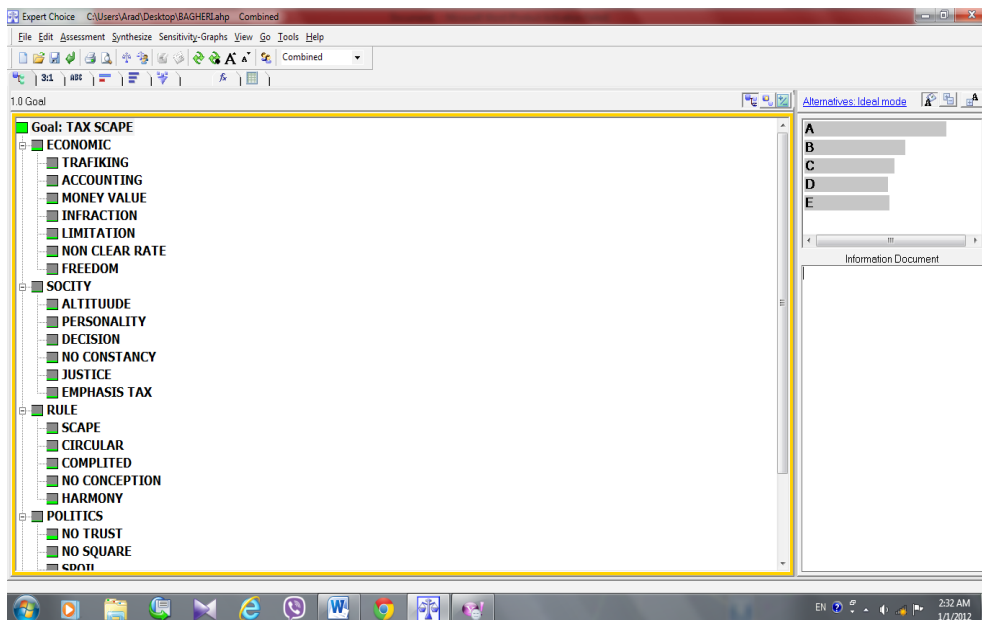 Expert Choice C:\Users\Arad\Desktop\BAGHERI.ahp Combined
File Edit Assessment Synthesize Sensitivity-Graphs View Go Tools Help
Combined
3:1 ABC
1.0 Goal
Alternatives: Ideal mode
Goal: TAX SCAPE
ECONOMIC
TRAFIKING
ACCOUNTING
MONEY VALUE
INFRACTION
LIMITATION
NON CLEAR RATE
FREEDOM
SOCITY
ALTITUUDE
PERSONALITY
DECISION
NO CONSTANCY
JUSTICE
EMPHASIS TAX
RULE
SCAPE
CIRCULAR
COMPLITED
NO CONCEPTION
HARMONY
POLITICS
NO TRUST
NO SQUARE
SPOIL
A
B
C
D
E
Information Document
EN
2:32 AM
1/1/2012